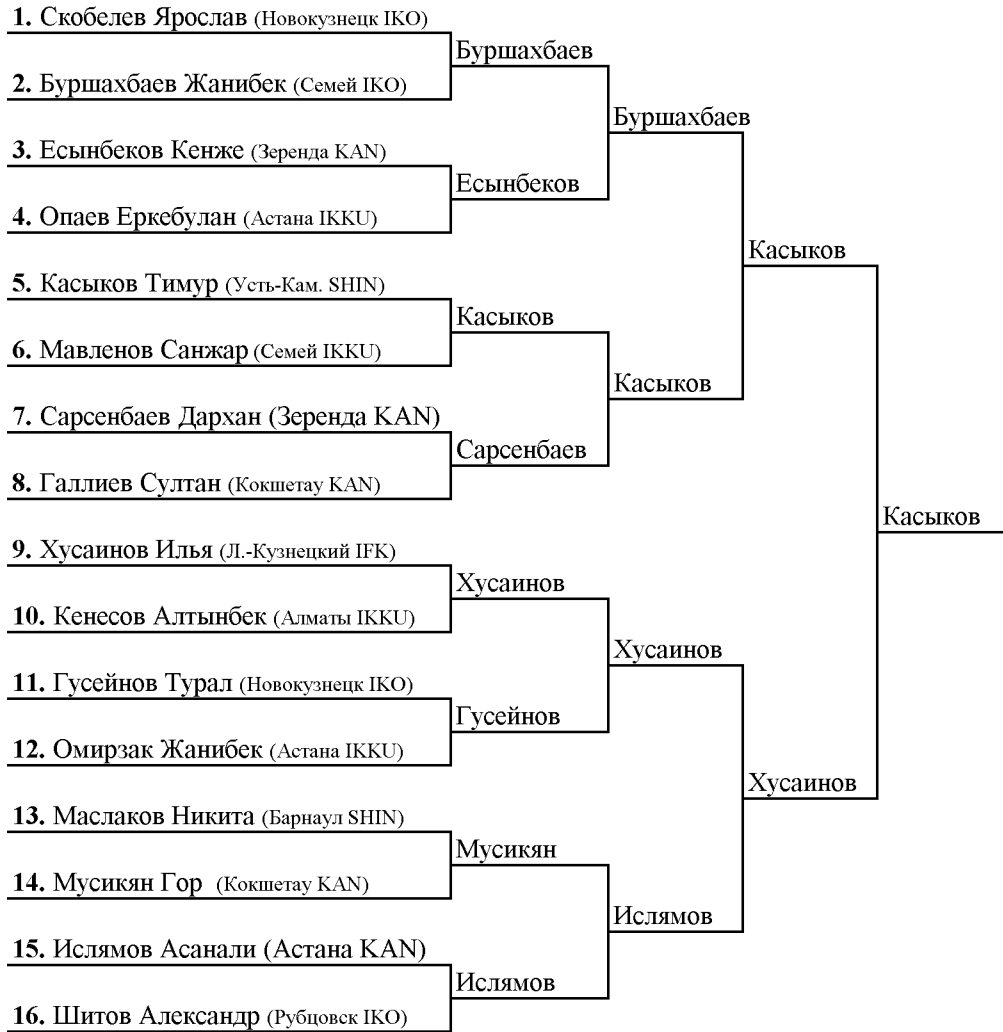 1. Скобелев Ярослав (Новокузнецк IKO)
Буршахбаев
2. Буршахбаев Жанибек (Семей IKO)
Буршахбаев
3. Есынбеков Кенже (Зеренда KAN)
Есынбеков
4. Опаев Еркебулан (Астана IKKU)
Касыков
5. Касыков Тимур (Усть-Кам. SHIN)
Касыков
6. Мавленов Санжар (Семей IKKU)
Касыков
7. Сарсенбаев Дархан (Зеренда KAN)
Сарсенбаев
8. Галлиев Султан (Кокшетау KAN)
Касыков
9. Хусаинов Илья (Л.-Кузнецкий IFK)
Хусаинов
10. Кенесов Алтынбек (Алматы IKKU)
Хусаинов
11. Гусейнов Турал (Новокузнецк IKO)
Гусейнов
12. Омирзак Жанибек (Астана IKKU)
Хусаинов
13. Маслаков Никита (Барнаул SHIN)
Мусикян
14. Мусикян Гор (Кокшетау KAN)
Ислямов
15. Ислямов Асанали (Астана KAN)
Ислямов
16. Шитов Александр (Рубцовск IKO)